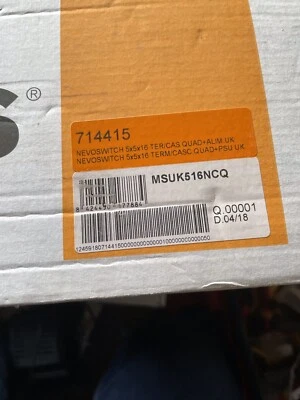 S®
714415
NEVOSWITCH 5x5x16 TER/CAS QUAD+ALIM UK
NEVOSWITCH 5x5x16 TERM/CASC QUAD+PSU UK
MSUK516NCQ
Q.00001
D.04/18